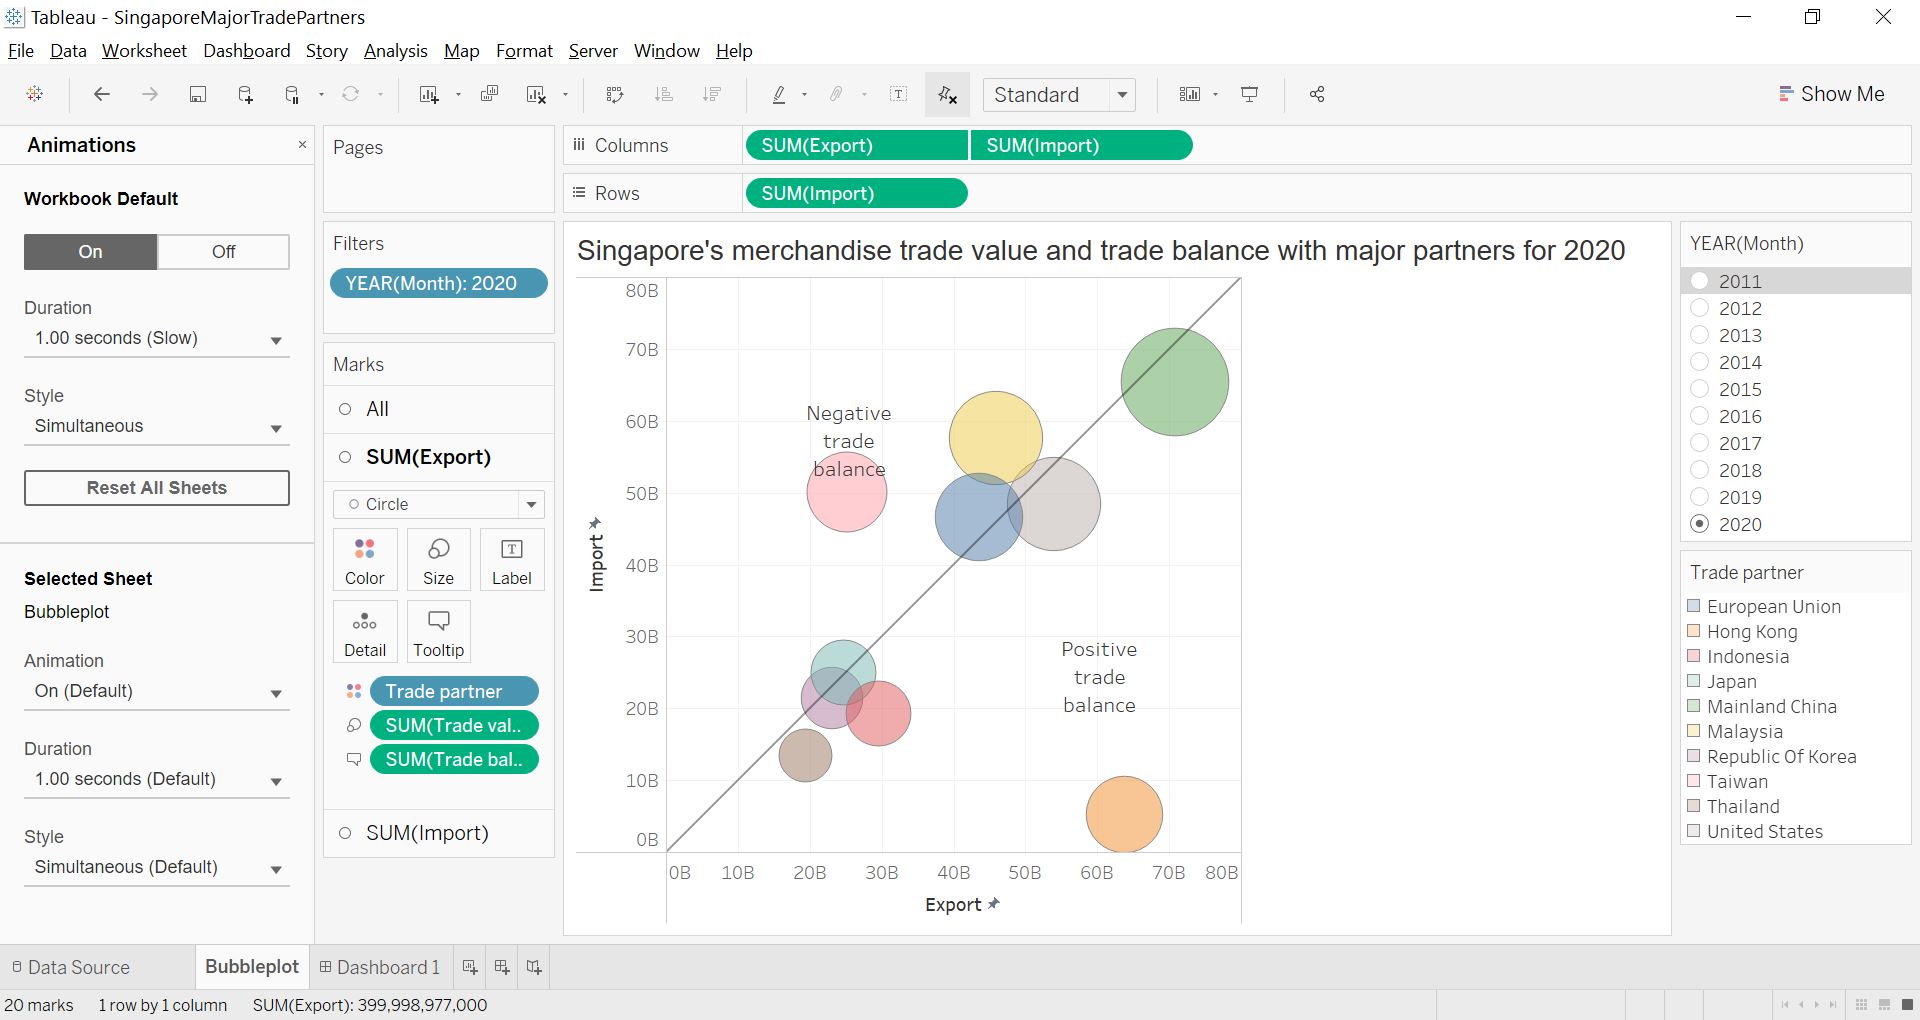 Tableau - SingaporeMajorTradePartners
File Data Worksheet Dashboard Story Analysis Map Format Server Window Help
Standard
Show Me
Animations
Workbook Default
On Off
Duration
1.00 seconds (Slow)
Style
Simultaneous
Reset All Sheets
Selected Sheet
Bubbleplot
Animation
On (Default)
Duration
1.00 seconds (Default)
Style
Simultaneous (Default)
Pages
Filters
YEAR(Month): 2020
Marks
All
SUM(Export)
Circle
Color Size Label
Detail Tooltip
Trade partner
SUM(Trade val..
SUM(Trade bal..
SUM(Import)
Columns SUM(Export) SUM(Import)
Rows SUM(Import)
Singapore's merchandise trade value and trade balance with major partners for 2020
80B
70B
60B
50B
40B
30B
20B
10B
0B
Import
Negative
trade
balance
Positive
trade
balance
0B 10B 20B 30B 40B 50B 60B 70B 80B
Export
YEAR(Month)
2011
2012
2013
2014
2015
2016
2017
2018
2019
2020
Trade partner
European Union
Hong Kong
Indonesia
Japan
Mainland China
Malaysia
Republic Of Korea
Taiwan
Thailand
United States
Data Source Bubbleplot Dashboard 1
20 marks 1 row by 1 column SUM(Export): 399,998,977,000